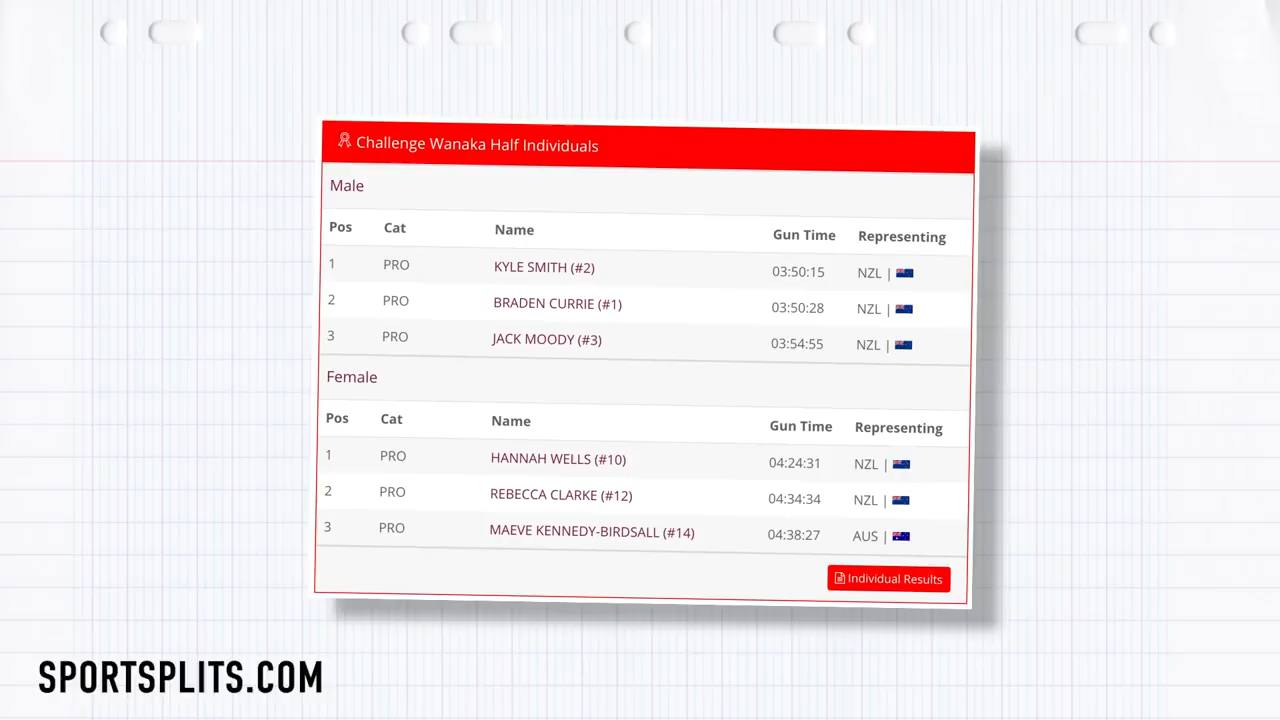 Challenge Wanaka Half Individuals
Male
Pos Cat Name Gun Time Representing
1 PRO KYLE SMITH (#2) 03:50:15 NZL |
2 PRO BRADEN CURRIE (#1) 03:50:28 NZL |
3 PRO JACK MOODY (#3) 03:54:55 NZL |
Female
Pos Cat Name Gun Time Representing
1 PRO HANNAH WELLS (#10) 04:24:31 NZL |
2 PRO REBECCA CLARKE (#12) 04:34:34 NZL |
3 PRO MAEVE KENNEDY-BIRDSALL (#14) 04:38:27 AUS |
Individual Results
SPORTSPLITS.COM